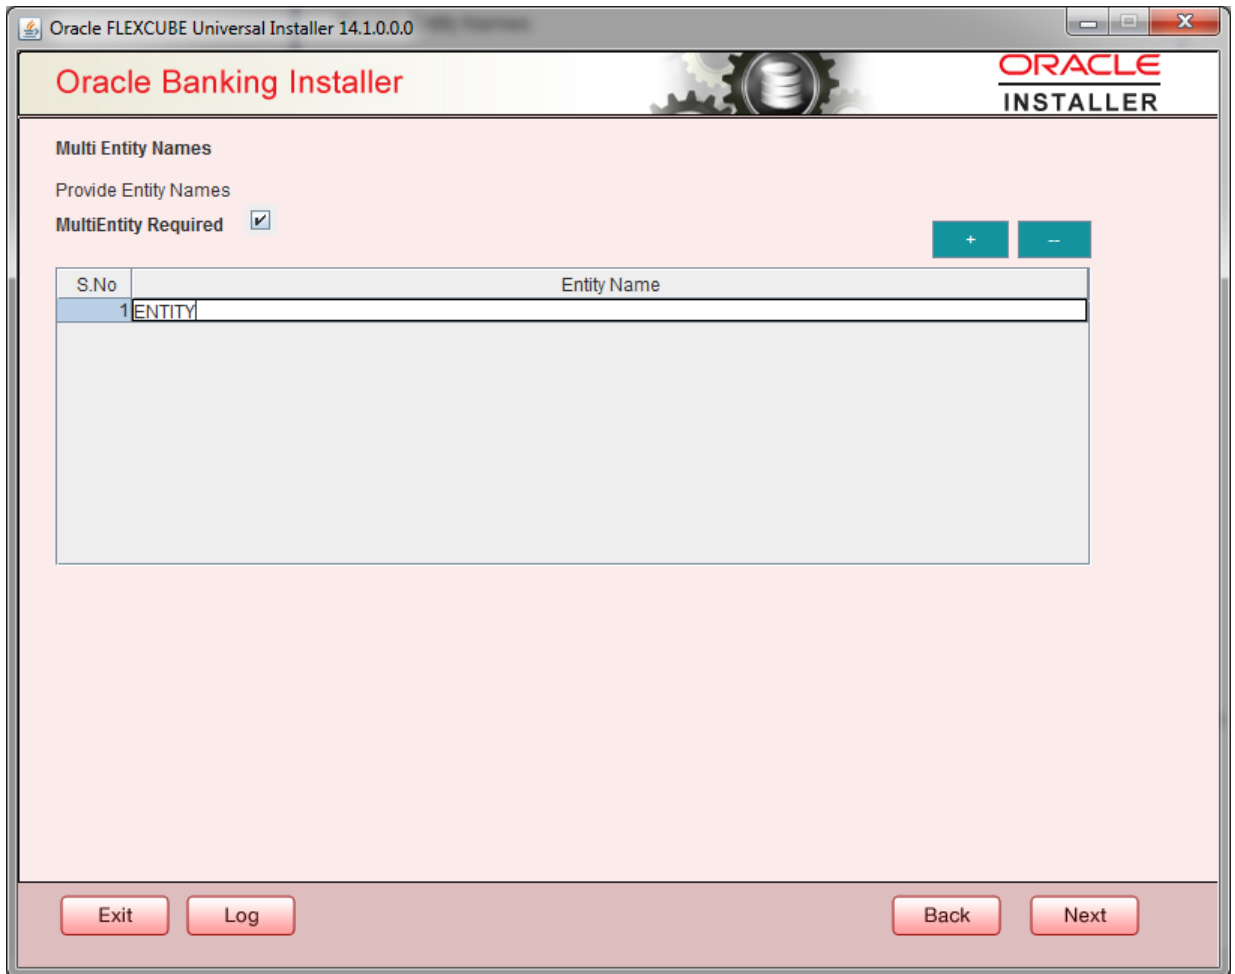 Oracle FLEXCUBE Universal Installer 14.1.0.0.0
Oracle Banking Installer
ORACLE
INSTALLER
Multi Entity Names
Provide Entity Names
MultiEntity Required
+ --
S.No Entity Name
1 ENTITY
Exit Log Back Next